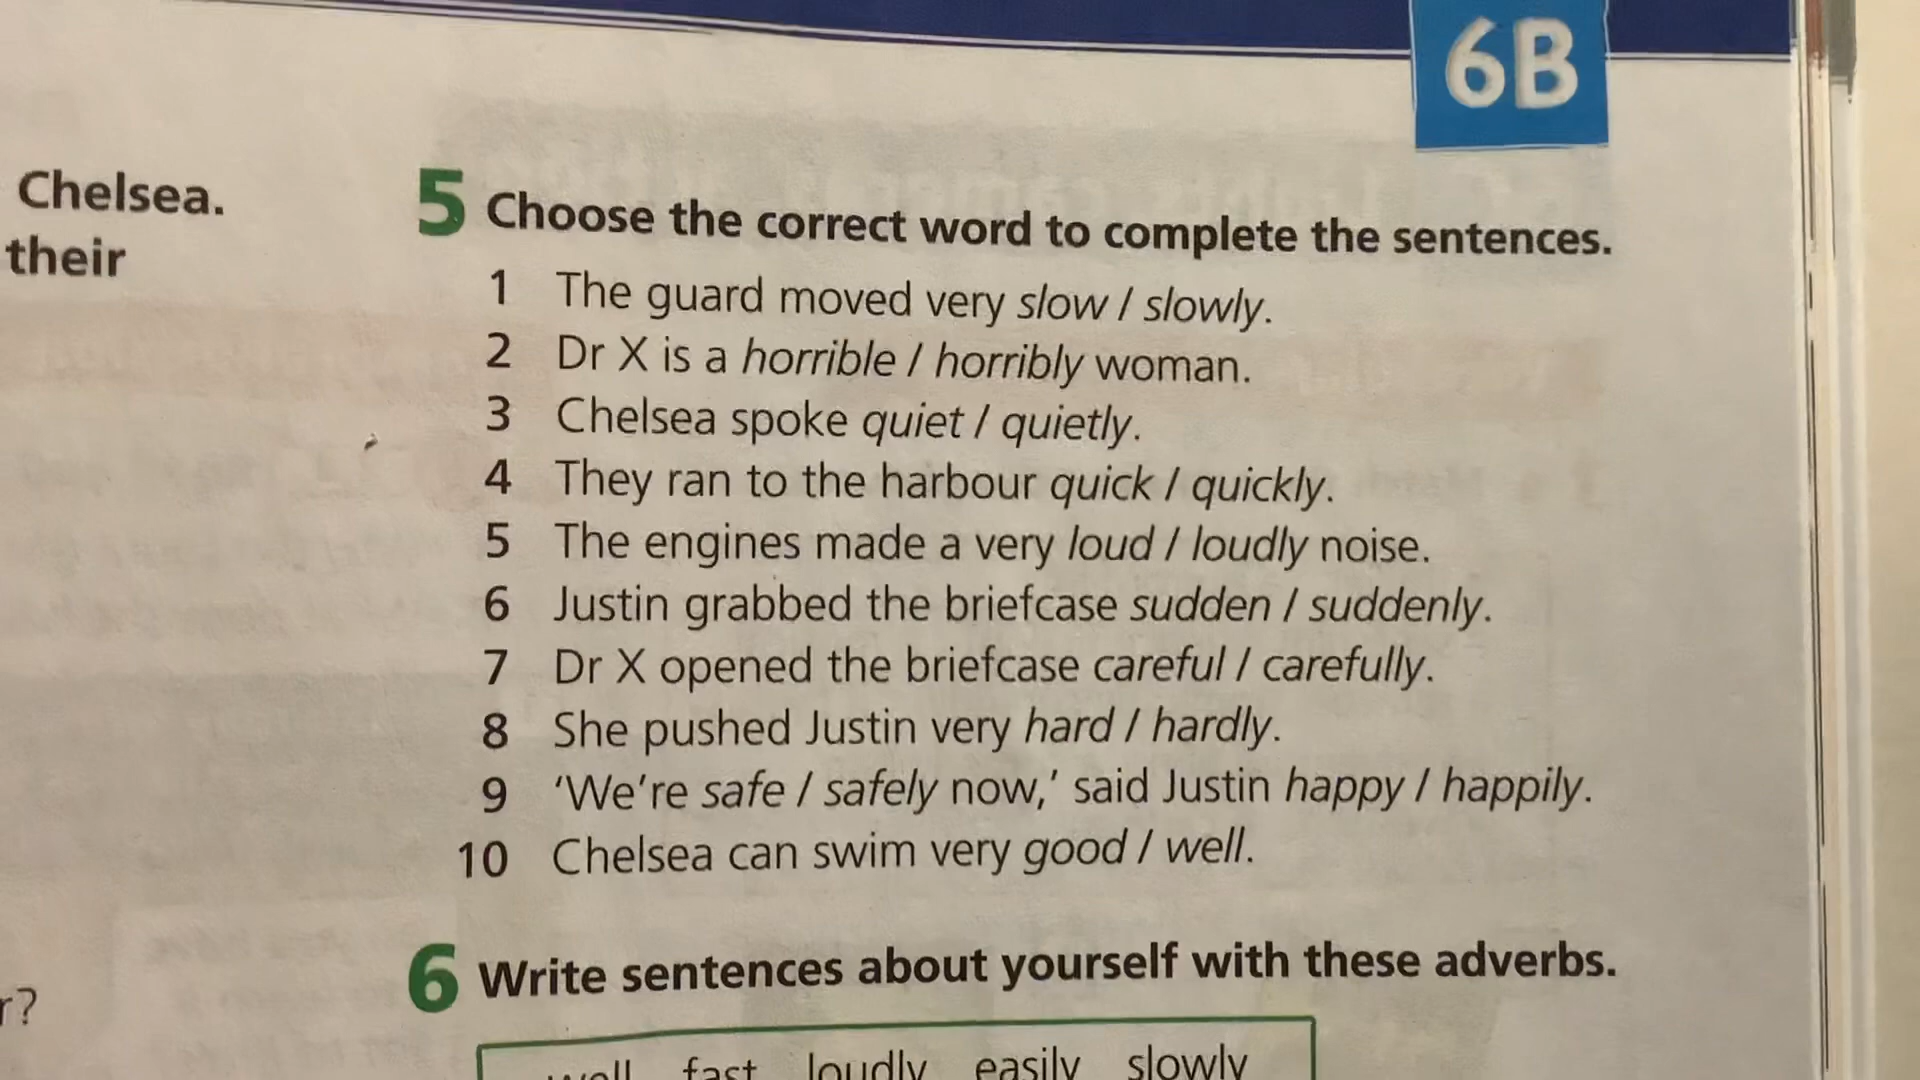 6B
Chelsea.
their
5 Choose the correct word to complete the sentences.
1 The guard moved very slow / slowly.
2 Dr X is a horrible / horribly woman.
3 Chelsea spoke quiet / quietly.
4 They ran to the harbour quick / quickly.
5 The engines made a very loud / loudly noise.
6 Justin grabbed the briefcase sudden / suddenly.
7 Dr X opened the briefcase careful / carefully.
8 She pushed Justin very hard / hardly.
9 ‘We're safe / safely now,’ said Justin happy / happily.
10 Chelsea can swim very good / well.
r?
6 Write sentences about yourself with these adverbs.
well fast loudly easily slowly